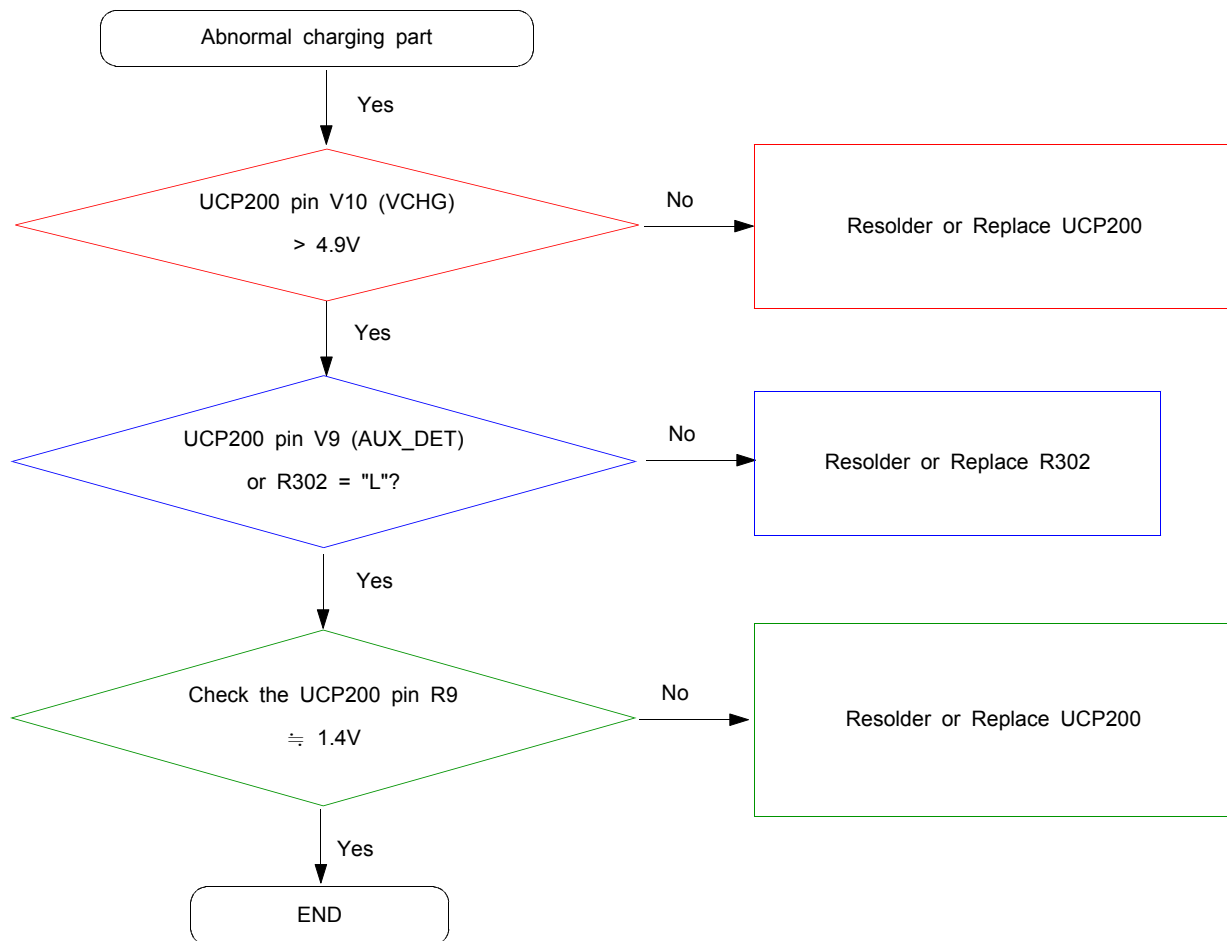 Abnormal charging part
Yes
UCP200 pin V10 (VCHG)
> 4.9V
No
Resolder or Replace UCP200
Yes
UCP200 pin V9 (AUX_DET)
or R302 = "L"?
No
Resolder or Replace R302
Yes
Check the UCP200 pin R9
≒ 1.4V
No
Resolder or Replace UCP200
Yes
END